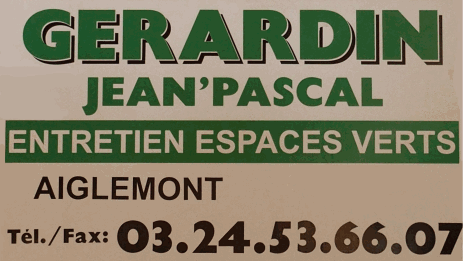 GERARDIN
JEAN'PASCAL
ENTRETIEN ESPACES VERTS
AIGLEMONT
Tél./Fax: 03.24.53.66.07